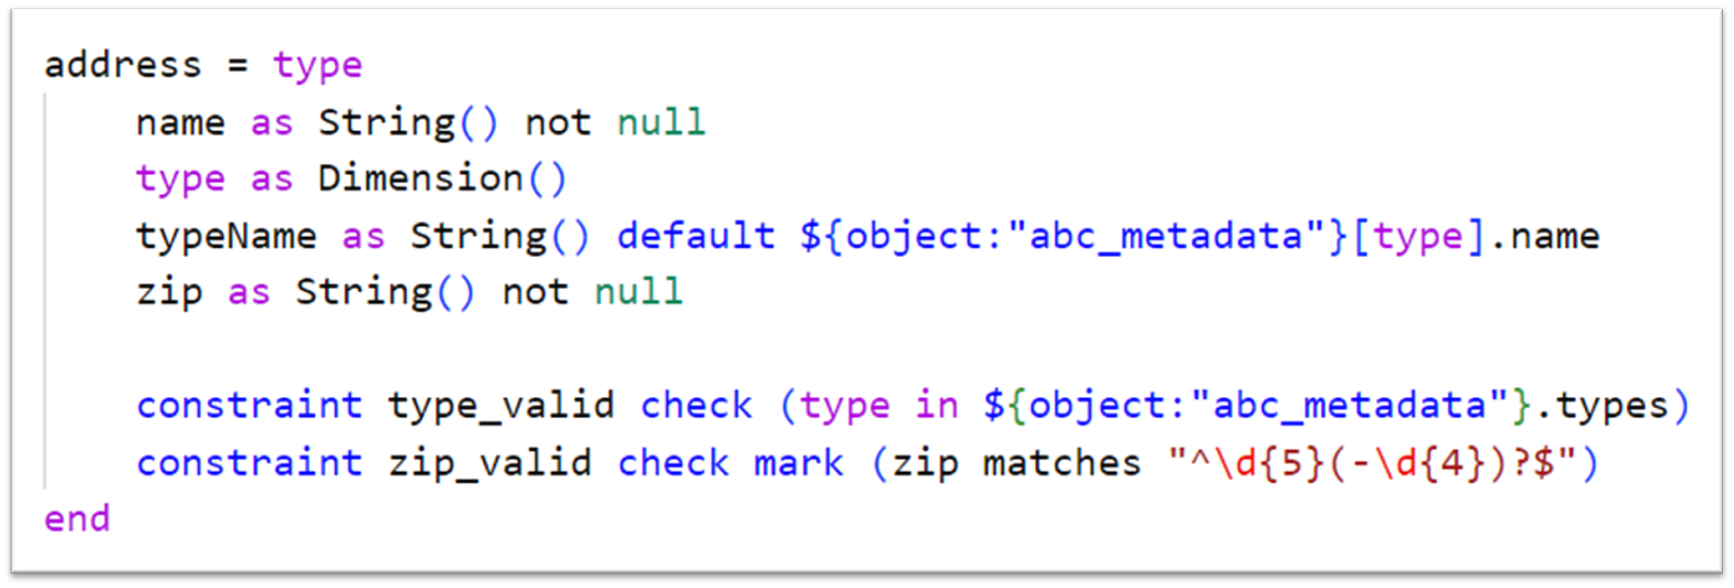 address = type
name as String() not null
type as Dimension()
typeName as String() default ${object:"abc_metadata"}[type].name
zip as String() not null
constraint type_valid check (type in ${object:"abc_metadata"}.types)
constraint zip_valid check mark (zip matches "^\d{5}(-\d{4})?$")
end